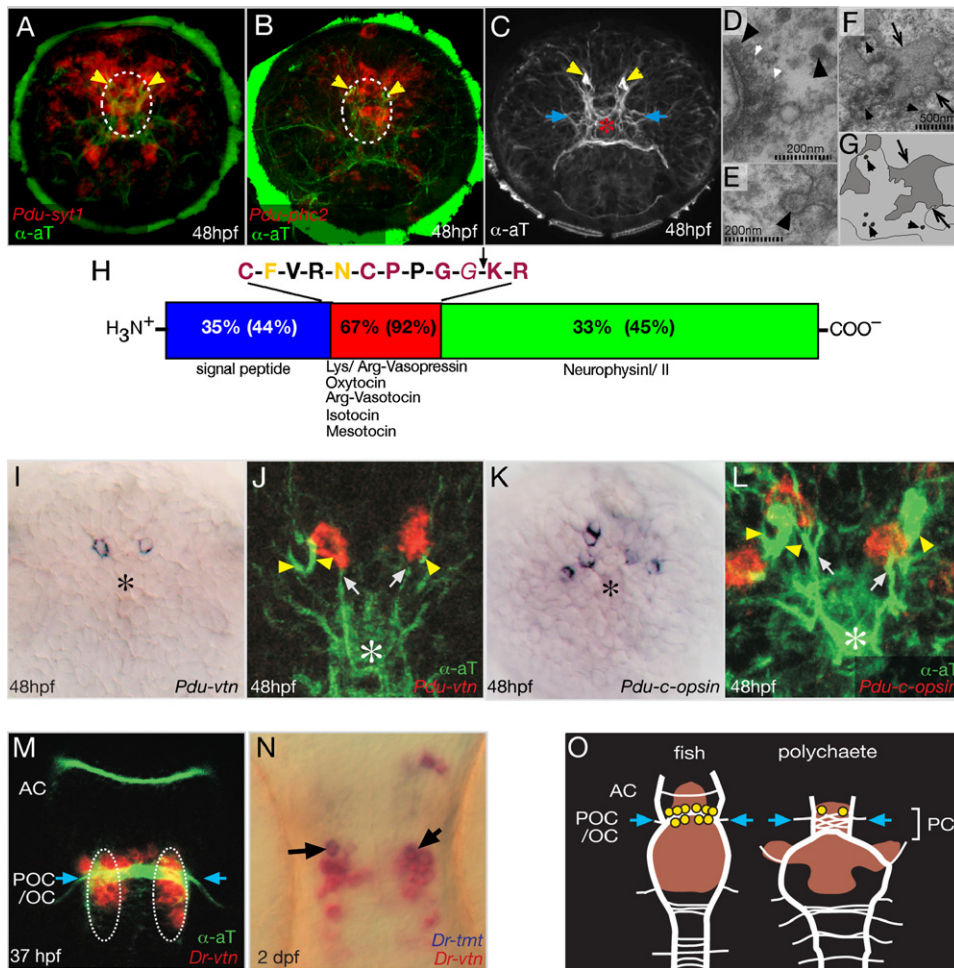 A
Pdu-syt1
α-aT
48hpf
B
Pdu-phc2
α-aT
48hpf
C
*
α-aT
48hpf
D
200nm
E
200nm
F
500nm
G
H
C-F-V-R-N-C-P-P-G-G-K-R
H3N+
35% (44%)
67% (92%)
33% (45%)
COO−
signal peptide
Lys/ Arg-Vasopressin
Oxytocin
Arg-Vasotocin
Isotocin
Mesotocin
NeurophysinI/ II
I
*
48hpf
Pdu-vtn
J
*
α-aT
48hpf
Pdu-vtn
K
*
48hpf
Pdu-c-opsin
L
*
α-aT
48hpf
Pdu-c-opsin
M
AC
POC
/OC
α-aT
37 hpf
Dr-vtn
N
Dr-tmt
2 dpf
Dr-vtn
O
fish
polychaete
AC
POC
/OC
PC